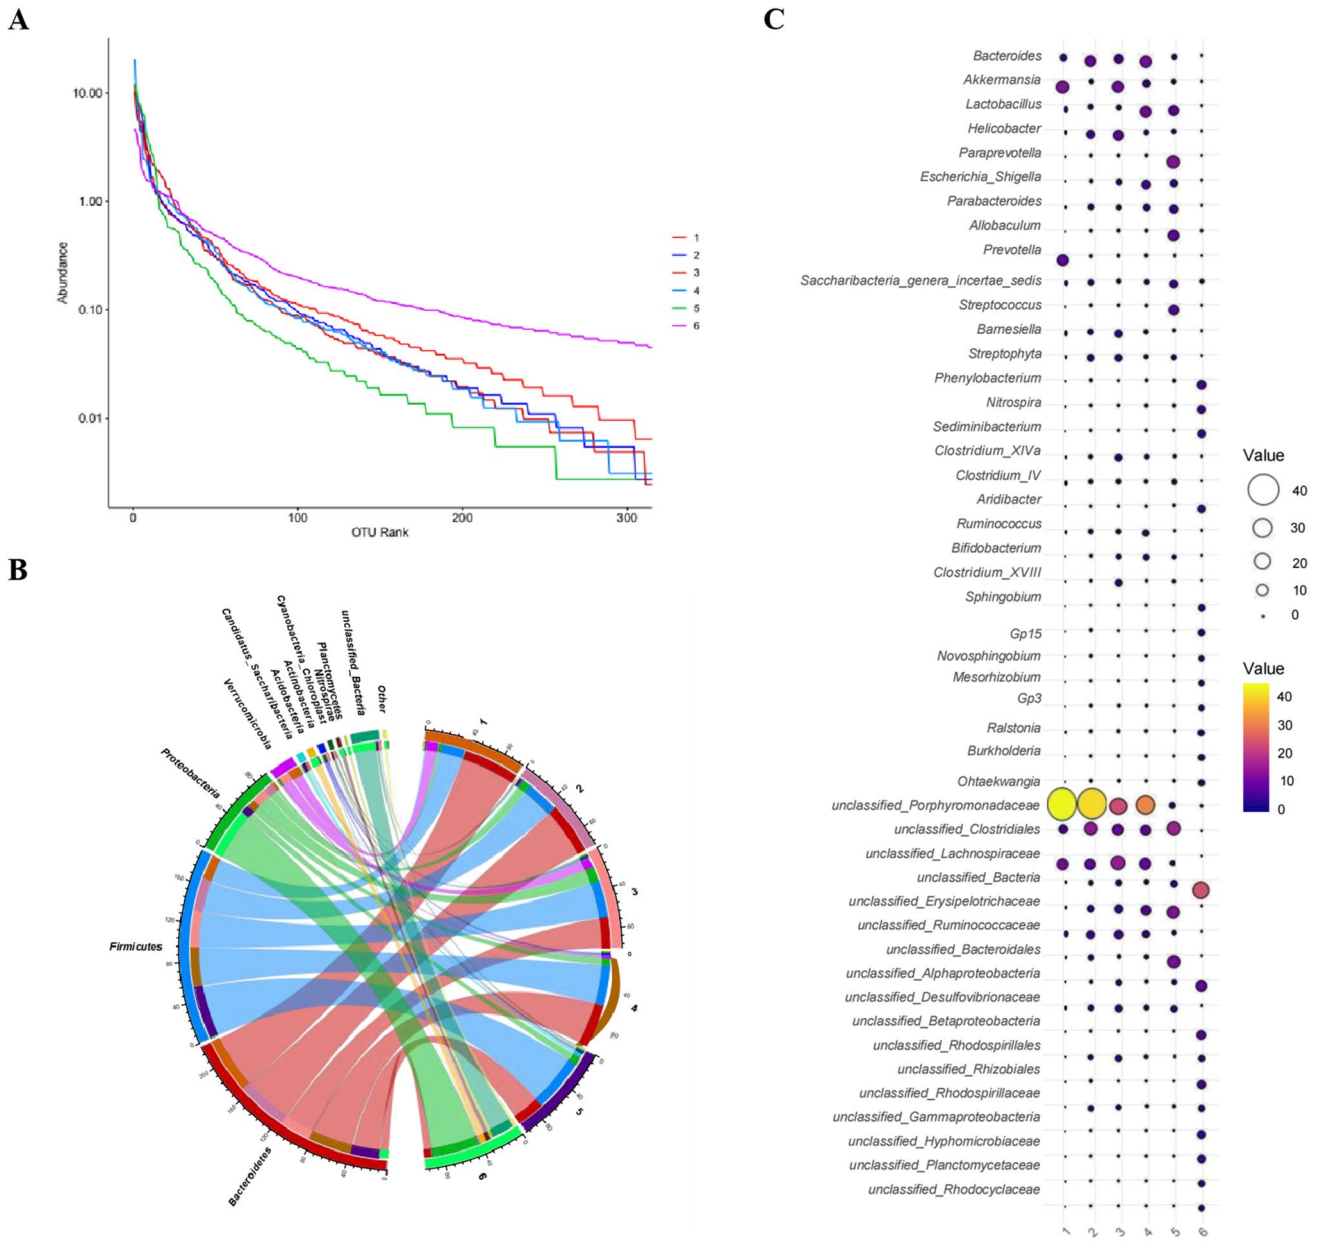 A
10.00
1.00
0.10
0.01
Abundance
0
100
200
300
OTU Rank
1
2
3
4
5
6
B
Proteobacteria
Verrucomicrobia
Candidatus_Saccharibacteria
Acidobacteria
Actinobacteria
Cyanobacteria_Chloroplast
Nitrospirae
Planctomycetes
unclassified_Bacteria
Other
Firmicutes
Bacteroidetes
1
2
3
4
5
6
C
Bacteroides
Akkermansia
Lactobacillus
Helicobacter
Paraprevotella
Escherichia_Shigella
Parabacteroides
Allobaculum
Prevotella
Saccharibacteria_genera_incertae_sedis
Streptococcus
Barnesiella
Streptophyta
Phenylobacterium
Nitrospira
Sediminibacterium
Clostridium_XIVa
Clostridium_IV
Aridibacter
Ruminococcus
Bifidobacterium
Clostridium_XVIII
Sphingobium
Gp15
Novosphingobium
Mesorhizobium
Gp3
Ralstonia
Burkholderia
Ohtaekwangia
unclassified_Porphyromonadaceae
unclassified_Clostridiales
unclassified_Lachnospiraceae
unclassified_Bacteria
unclassified_Erysipelotrichaceae
unclassified_Ruminococcaceae
unclassified_Bacteroidales
unclassified_Alphaproteobacteria
unclassified_Desulfovibrionaceae
unclassified_Betaproteobacteria
unclassified_Rhodospirillales
unclassified_Rhizobiales
unclassified_Rhodospirillaceae
unclassified_Gammaproteobacteria
unclassified_Hyphomicrobiaceae
unclassified_Planctomycetaceae
unclassified_Rhodocyclaceae
1
2
3
4
5
6
Value
40
30
20
10
0
Value
40
30
20
10
0